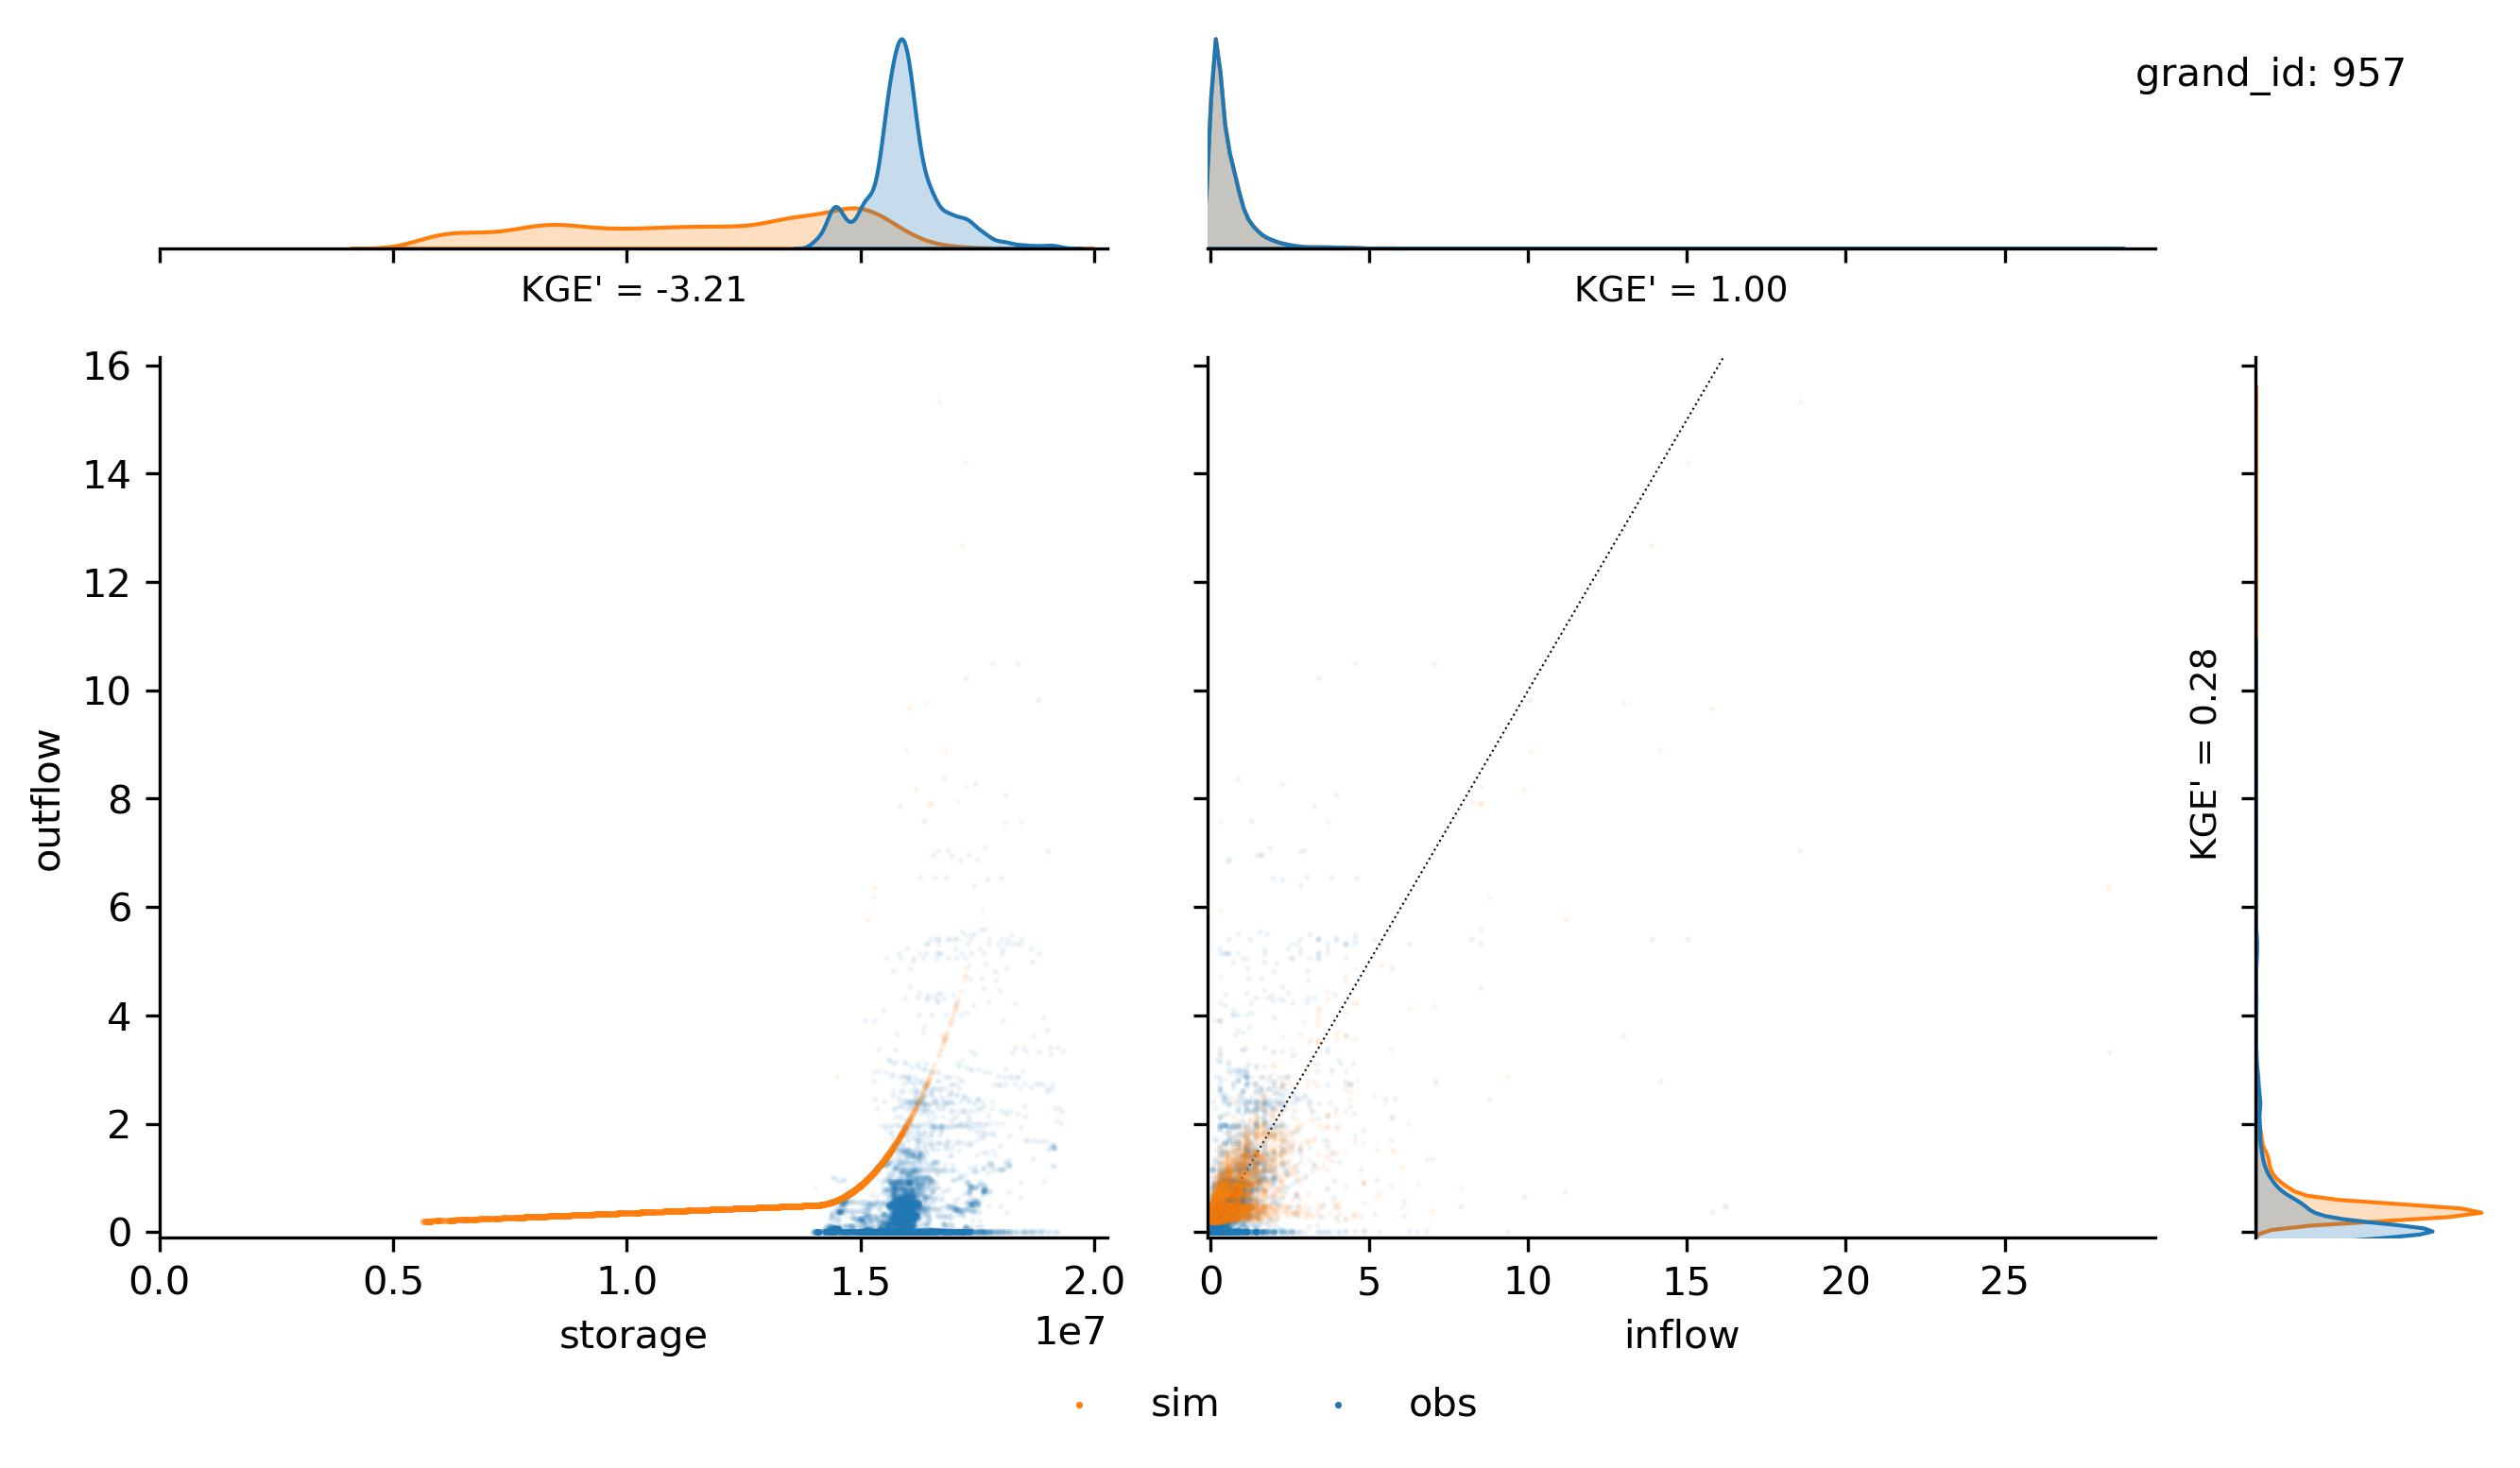 grand_id: 957
KGE' = -3.21
KGE' = 1.00
16
14
12
10
8
6
4
2
0
outflow
KGE' = 0.28
0.0 0.5 1.0 1.5 2.0
0 5 10 15 20 25
storage
1e7
inflow
sim obs